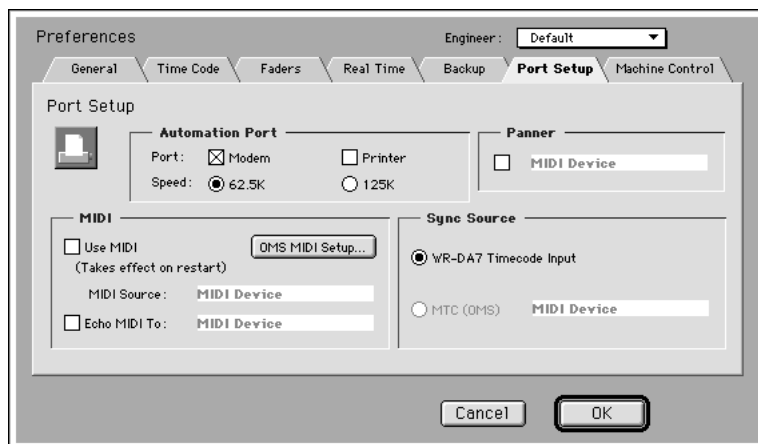 Preferences
Engineer: Default
General Time Code Faders Real Time Backup Port Setup Machine Control
Port Setup
Automation Port
Port: Modem Printer
Speed: 62.5K 125K
Panner
MIDI Device
MIDI
Use MIDI OMS MIDI Setup...
(Takes effect on restart)
MIDI Source: MIDI Device
Echo MIDI To: MIDI Device
Sync Source
WR-DA7 Timecode Input
MTC (OMS) MIDI Device
Cancel OK